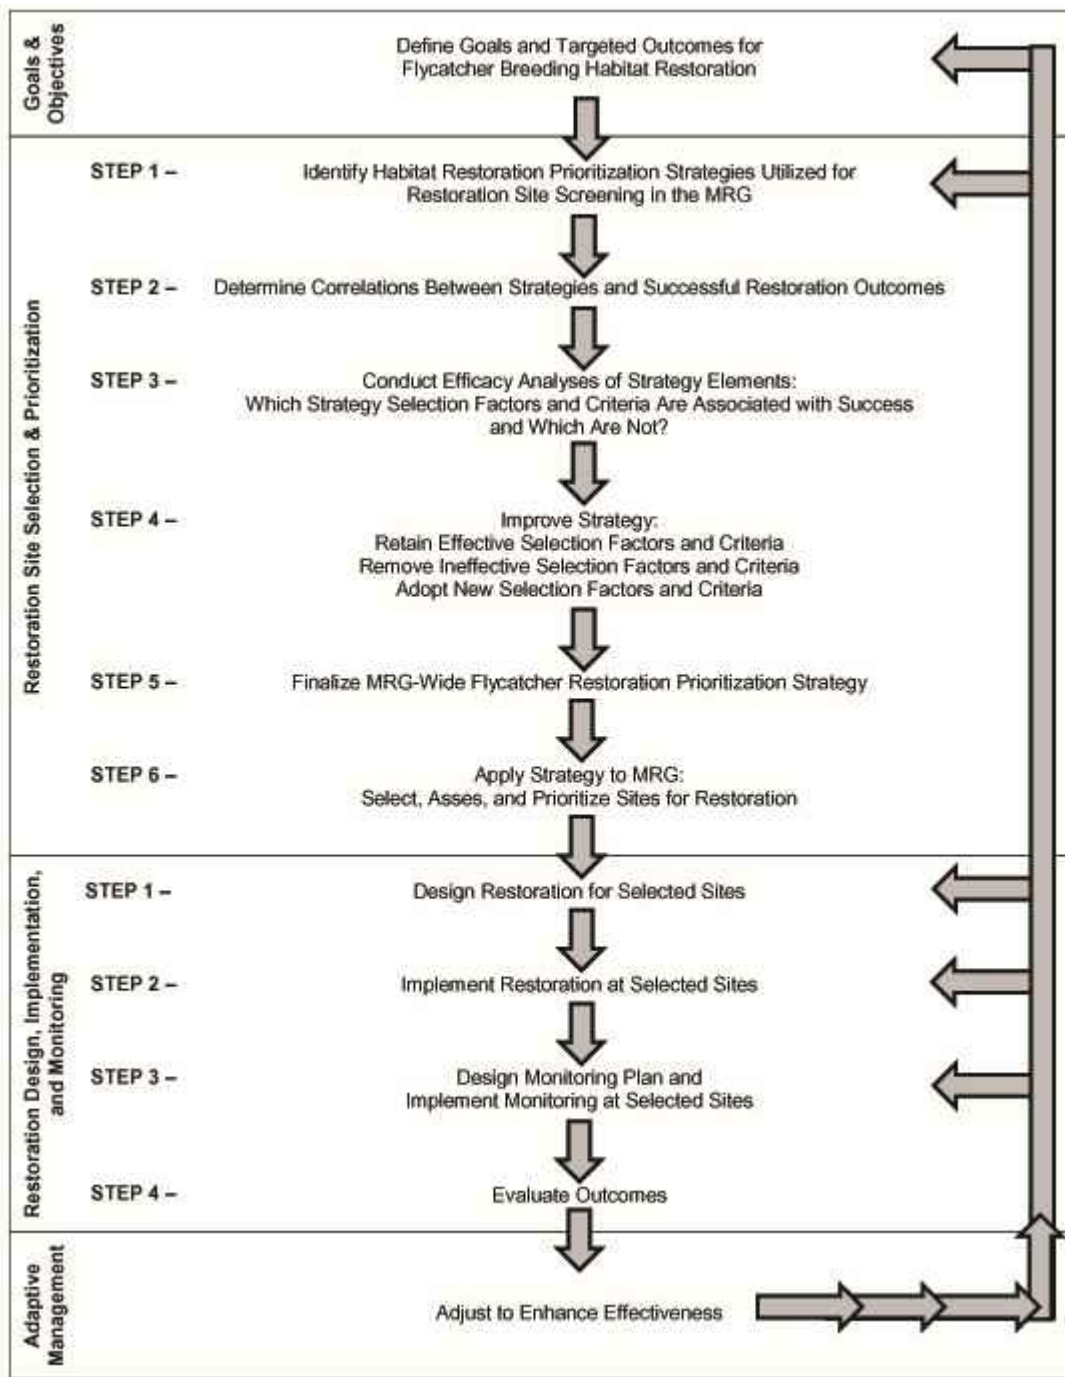 Goals &
Objectives
Define Goals and Targeted Outcomes for
Flycatcher Breeding Habitat Restoration
Restoration Site Selection & Prioritization
STEP 1 –
Identify Habitat Restoration Prioritization Strategies Utilized for
Restoration Site Screening in the MRG
STEP 2 –
Determine Correlations Between Strategies and Successful Restoration Outcomes
STEP 3 –
Conduct Efficacy Analyses of Strategy Elements:
Which Strategy Selection Factors and Criteria Are Associated with Success
and Which Are Not?
STEP 4 –
Improve Strategy:
Retain Effective Selection Factors and Criteria
Remove Ineffective Selection Factors and Criteria
Adopt New Selection Factors and Criteria
STEP 5 –
Finalize MRG-Wide Flycatcher Restoration Prioritization Strategy
STEP 6 –
Apply Strategy to MRG:
Select, Asses, and Prioritize Sites for Restoration
Restoration Design, Implementation,
and Monitoring
STEP 1 –
Design Restoration for Selected Sites
STEP 2 –
Implement Restoration at Selected Sites
STEP 3 –
Design Monitoring Plan and
Implement Monitoring at Selected Sites
STEP 4 –
Evaluate Outcomes
Adaptive
Management
Adjust to Enhance Effectiveness